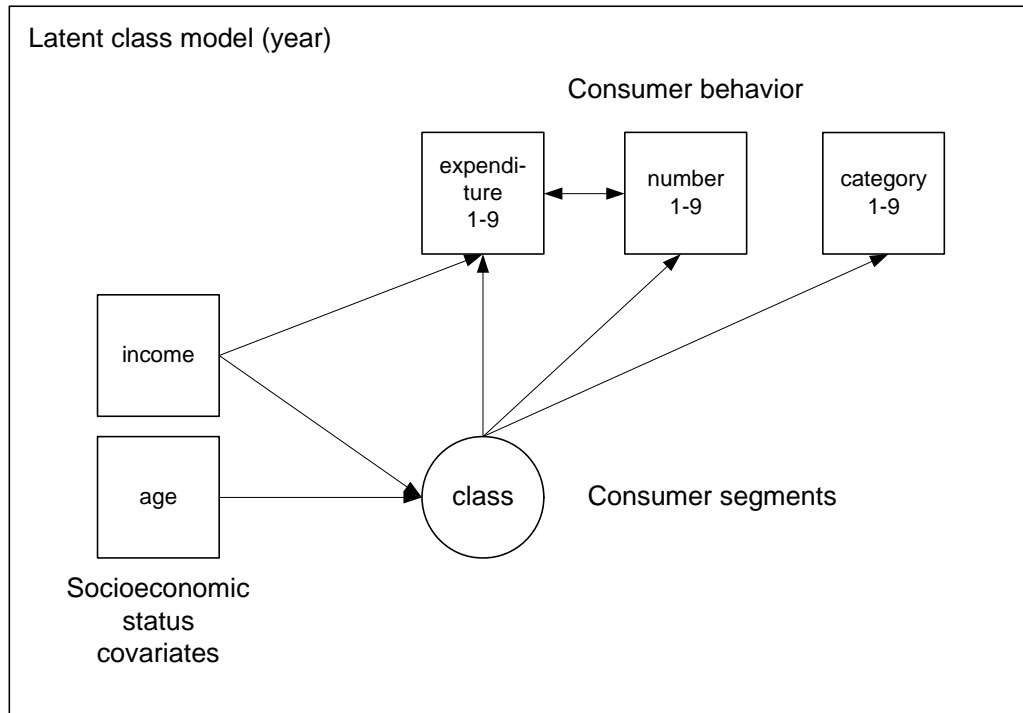 Latent class model (year)
Consumer behavior
expendi-
ture
1-9
number
1-9
category
1-9
income
age
class
Consumer segments
Socioeconomic
status
covariates